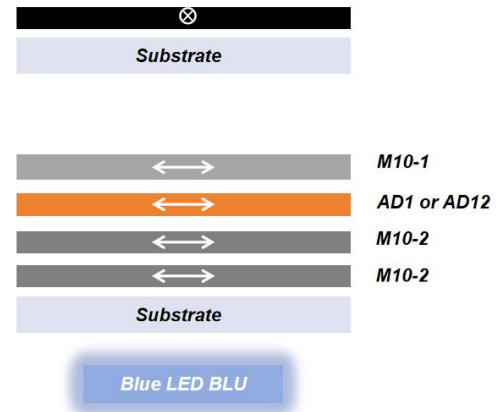 Substrate
M10-1
AD1 or AD12
M10-2
M10-2
Substrate
Blue LED BLU